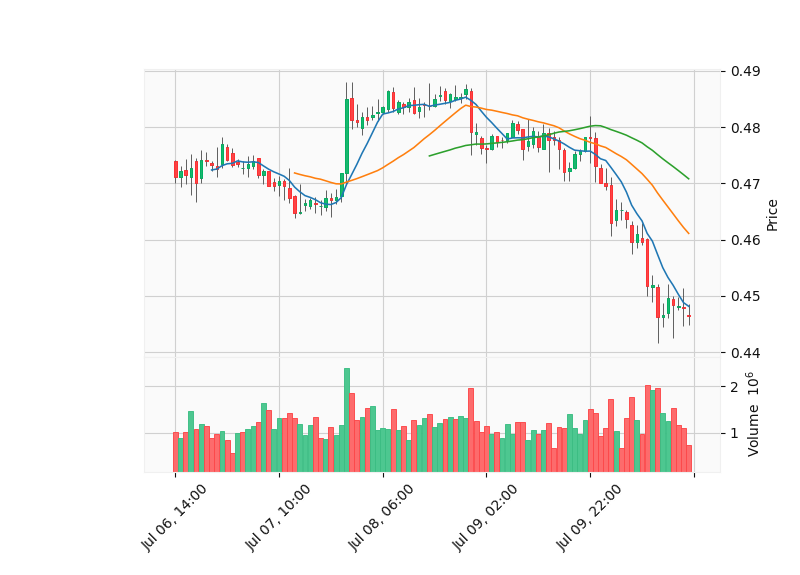 0.49
0.48
0.47
0.46
0.45
0.44
Price
2
1
Volume 10^6
Jul 06, 14:00
Jul 07, 10:00
Jul 08, 06:00
Jul 09, 02:00
Jul 09, 22:00